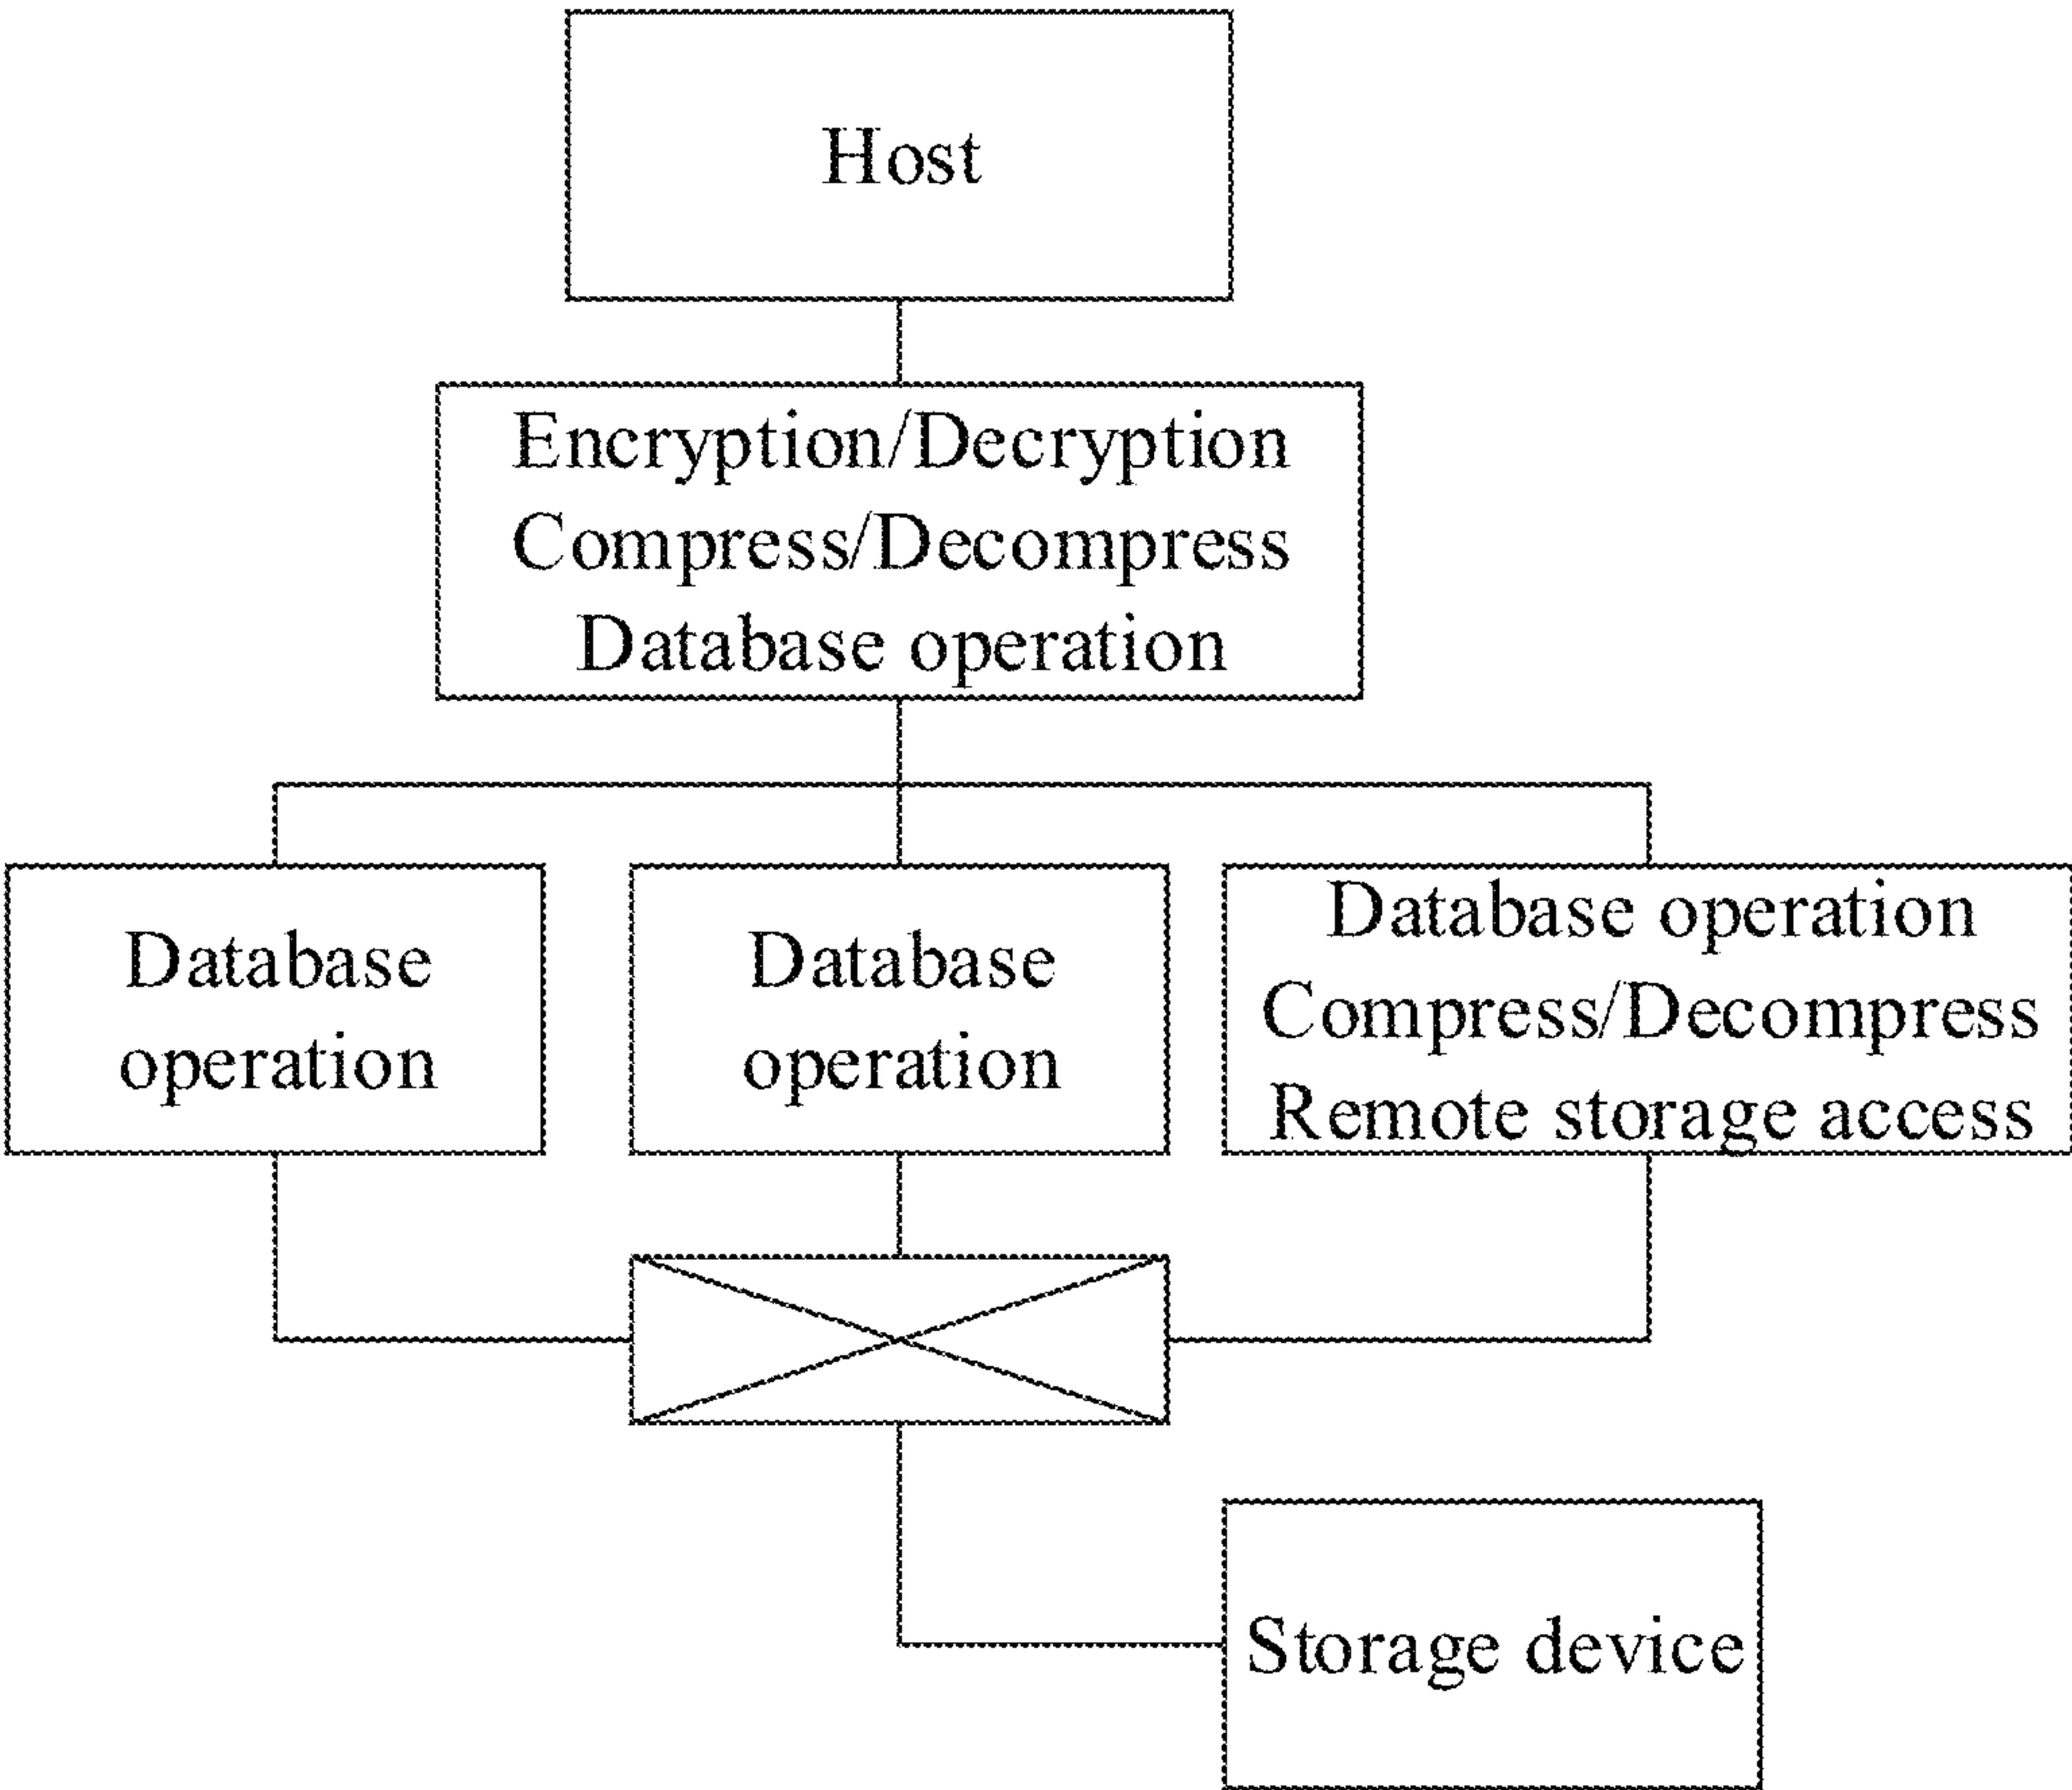 Host
Encryption/Decryption
Compress/Decompress
Database operation
Database
operation
Database
operation
Database operation
Compress/Decompress
Remote storage access
Storage device